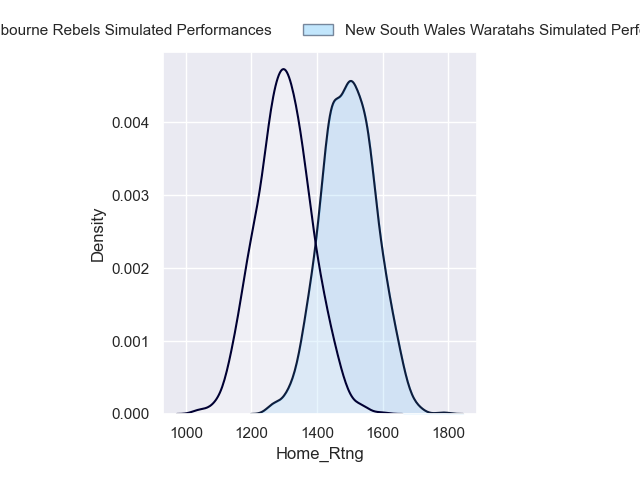 bourne Rebels Simulated Performances
New South Wales Waratahs Simulated Perf
0.004
0.003
0.002
0.001
0.000
Density
1000 1200 1400 1600 1800
Home_Rtng